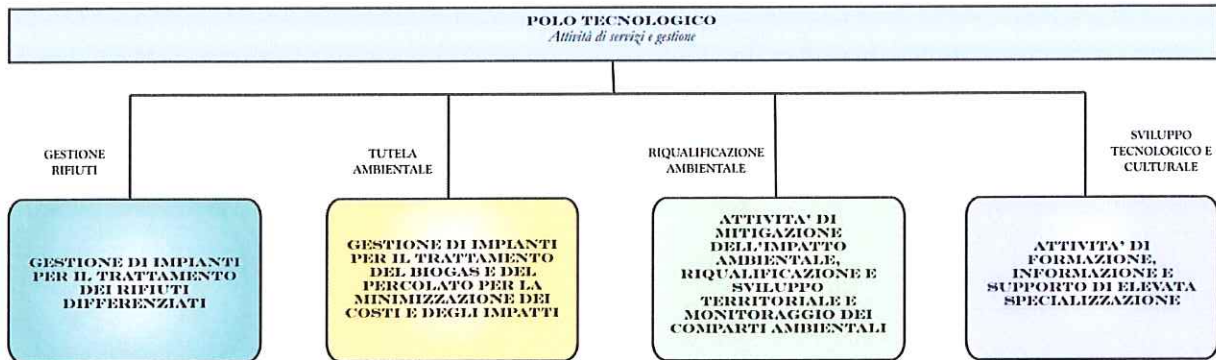 POLO TECNOLOGICO
Attività di servizi e gestione
GESTIONE
RIFIUTI
TUTELA
AMBIENTALE
RIQUALIFICAZIONE
AMBIENTALE
SVILUPPO
TECNOLOGICO E
CULTURALE
GESTIONE DI IMPIANTI
PER IL TRATTAMENTO
DEI RIFIUTI
DIFFERENZIATI
GESTIONE DI IMPIANTI
PER IL TRATTAMENTO
DEL BIOGAS E DEL
PERCOLATO PER LA
MINIMIZZAZIONE DEI
COSTI E DEGLI IMPATTI
ATTIVITA' DI
MITIGAZIONE
DELL'IMPATTO
AMBIENTALE,
RIQUALIFICAZIONE E
SVILUPPO
TERRITORIALE E
MONITORAGGIO DEI
COMPARTI AMBIENTALI
ATTIVITA' DI
FORMAZIONE,
INFORMAZIONE E
SUPPORTO DI ELEVATA
SPECIALIZZAZIONE